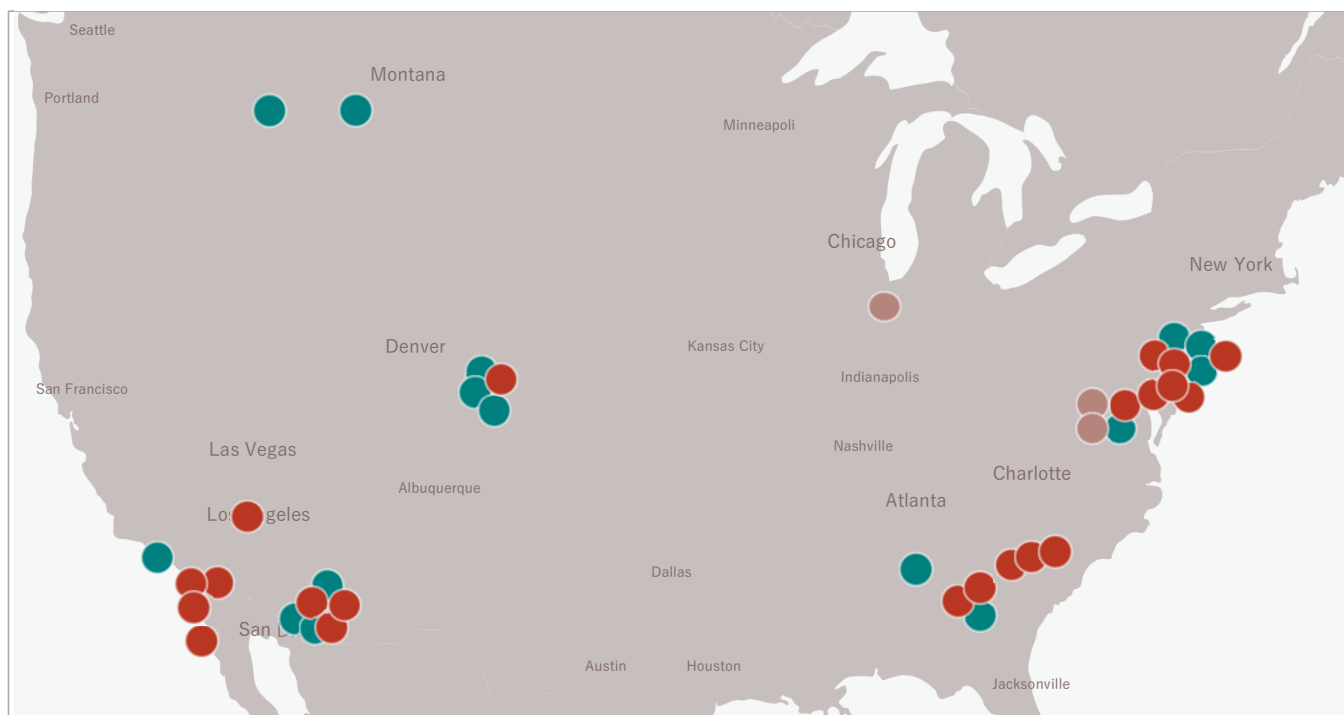 Seattle
Montana
Portland
Minneapoli
Chicago
New York
Denver
Kansas City
Indianapolis
San Francisco
Nashville
Las Vegas
Charlotte
Albuquerque
Atlanta
Los geles
Dallas
San D
Austin
Houston
Jacksonville